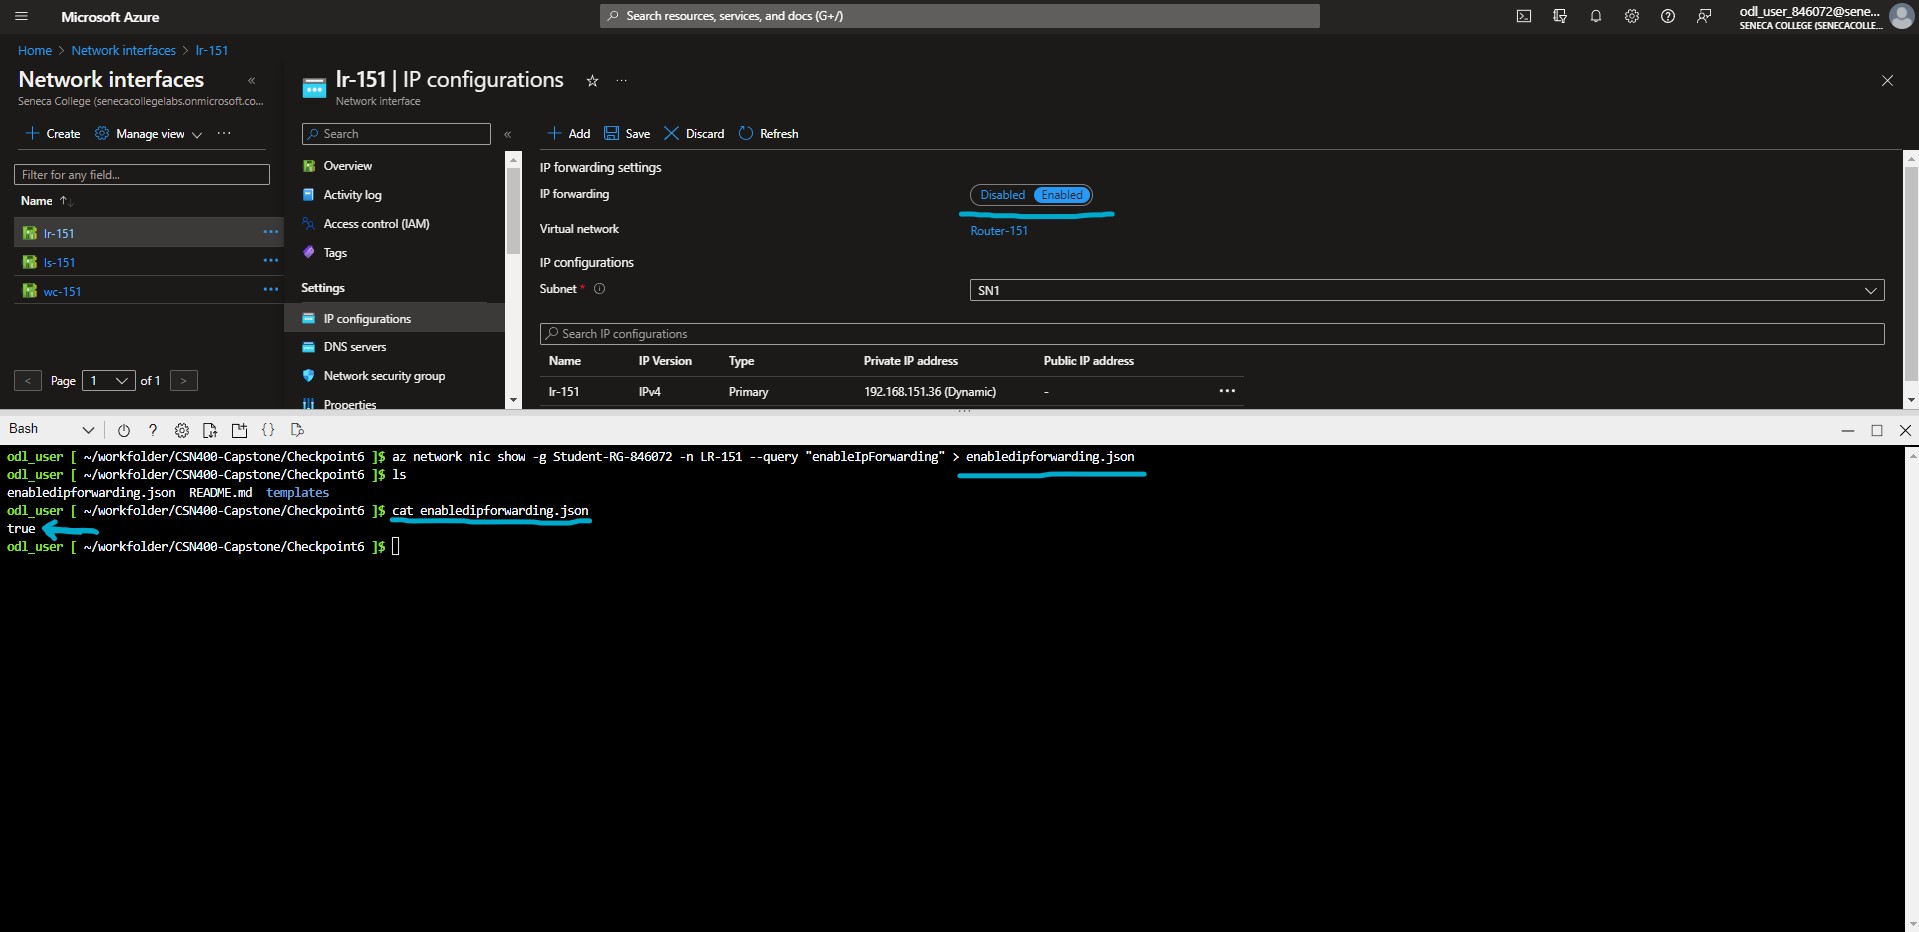 Microsoft Azure
Search resources, services, and docs (G+/)
odl_user_846072@sene...
SENECA COLLEGE (SENECACOLLE...
Home > Network interfaces > lr-151
Network interfaces
«
Seneca College (senecacollegelabs.onmicrosoft.co...
+ Create
Manage view
...
Filter for any field...
Name ↑↓
lr-151 ...
ls-151 ...
wc-151 ...
< Page 1 of 1 >
lr-151 | IP configurations
☆ ...
Network interface
Search
«
Overview
Activity log
Access control (IAM)
Tags
Settings
IP configurations
DNS servers
Network security group
Properties
+ Add
Save
Discard
Refresh
IP forwarding settings
IP forwarding Disabled Enabled
Virtual network Router-151
IP configurations
Subnet * SN1
Search IP configurations
Name IP Version Type Private IP address Public IP address
lr-151 IPv4 Primary 192.168.151.36 (Dynamic) - ...
Bash ? {}
odl_user [ ~/workfolder/CSN400-Capstone/Checkpoint6 ]$ az network nic show -g Student-RG-846072 -n LR-151 --query "enableIpForwarding" > enabledipforwarding.json
odl_user [ ~/workfolder/CSN400-Capstone/Checkpoint6 ]$ ls
enabledipforwarding.json README.md templates
odl_user [ ~/workfolder/CSN400-Capstone/Checkpoint6 ]$ cat enabledipforwarding.json
true
odl_user [ ~/workfolder/CSN400-Capstone/Checkpoint6 ]$